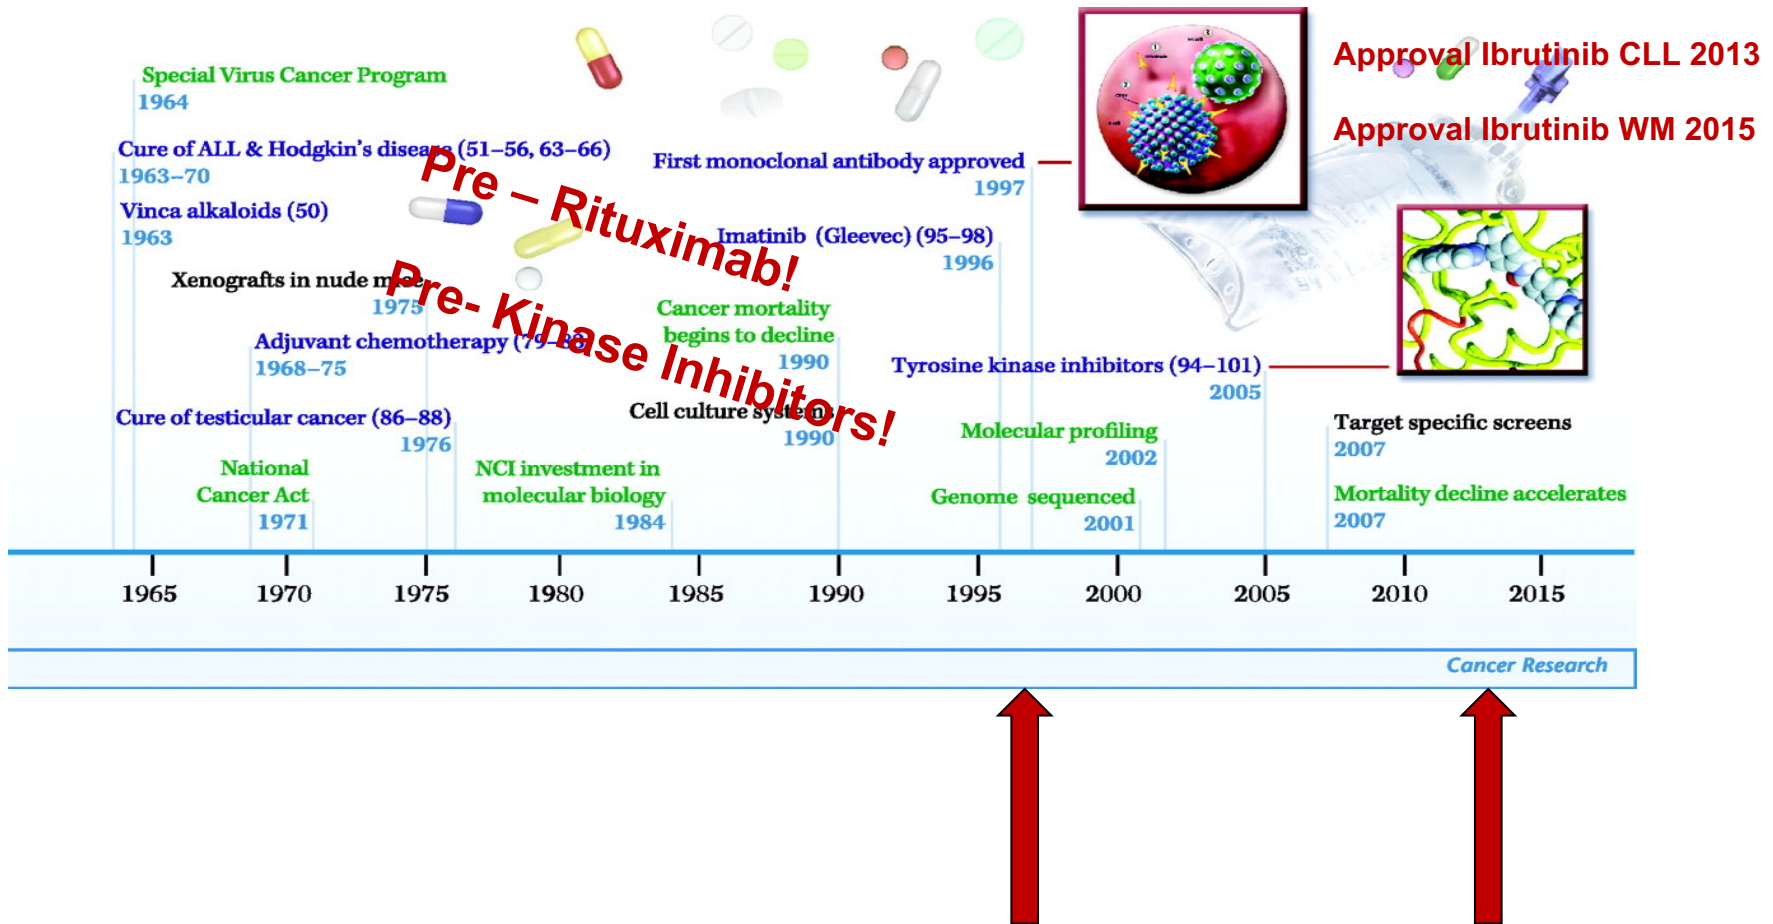 Special Virus Cancer Program
1964
Cure of ALL & Hodgkin's disease (51–56, 63–66)
1963–70
Vinca alkaloids (50)
1963
Xenografts in nude mice
1975
Adjuvant chemotherapy (79–83)
1968–75
Cure of testicular cancer (86–88)
1976
National
Cancer Act
1971
NCI investment in
molecular biology
1984
Pre – Rituximab!
Pre- Kinase Inhibitors!
First monoclonal antibody approved
1997
Imatinib (Gleevec) (95–98)
1996
Cancer mortality
begins to decline
1990
Cell culture systems
1990
Tyrosine kinase inhibitors (94–101)
2005
Molecular profiling
2002
Genome sequenced
2001
Approval Ibrutinib CLL 2013
Approval Ibrutinib WM 2015
Target specific screens
2007
Mortality decline accelerates
2007
1965 1970 1975 1980 1985 1990 1995 2000 2005 2010 2015
Cancer Research